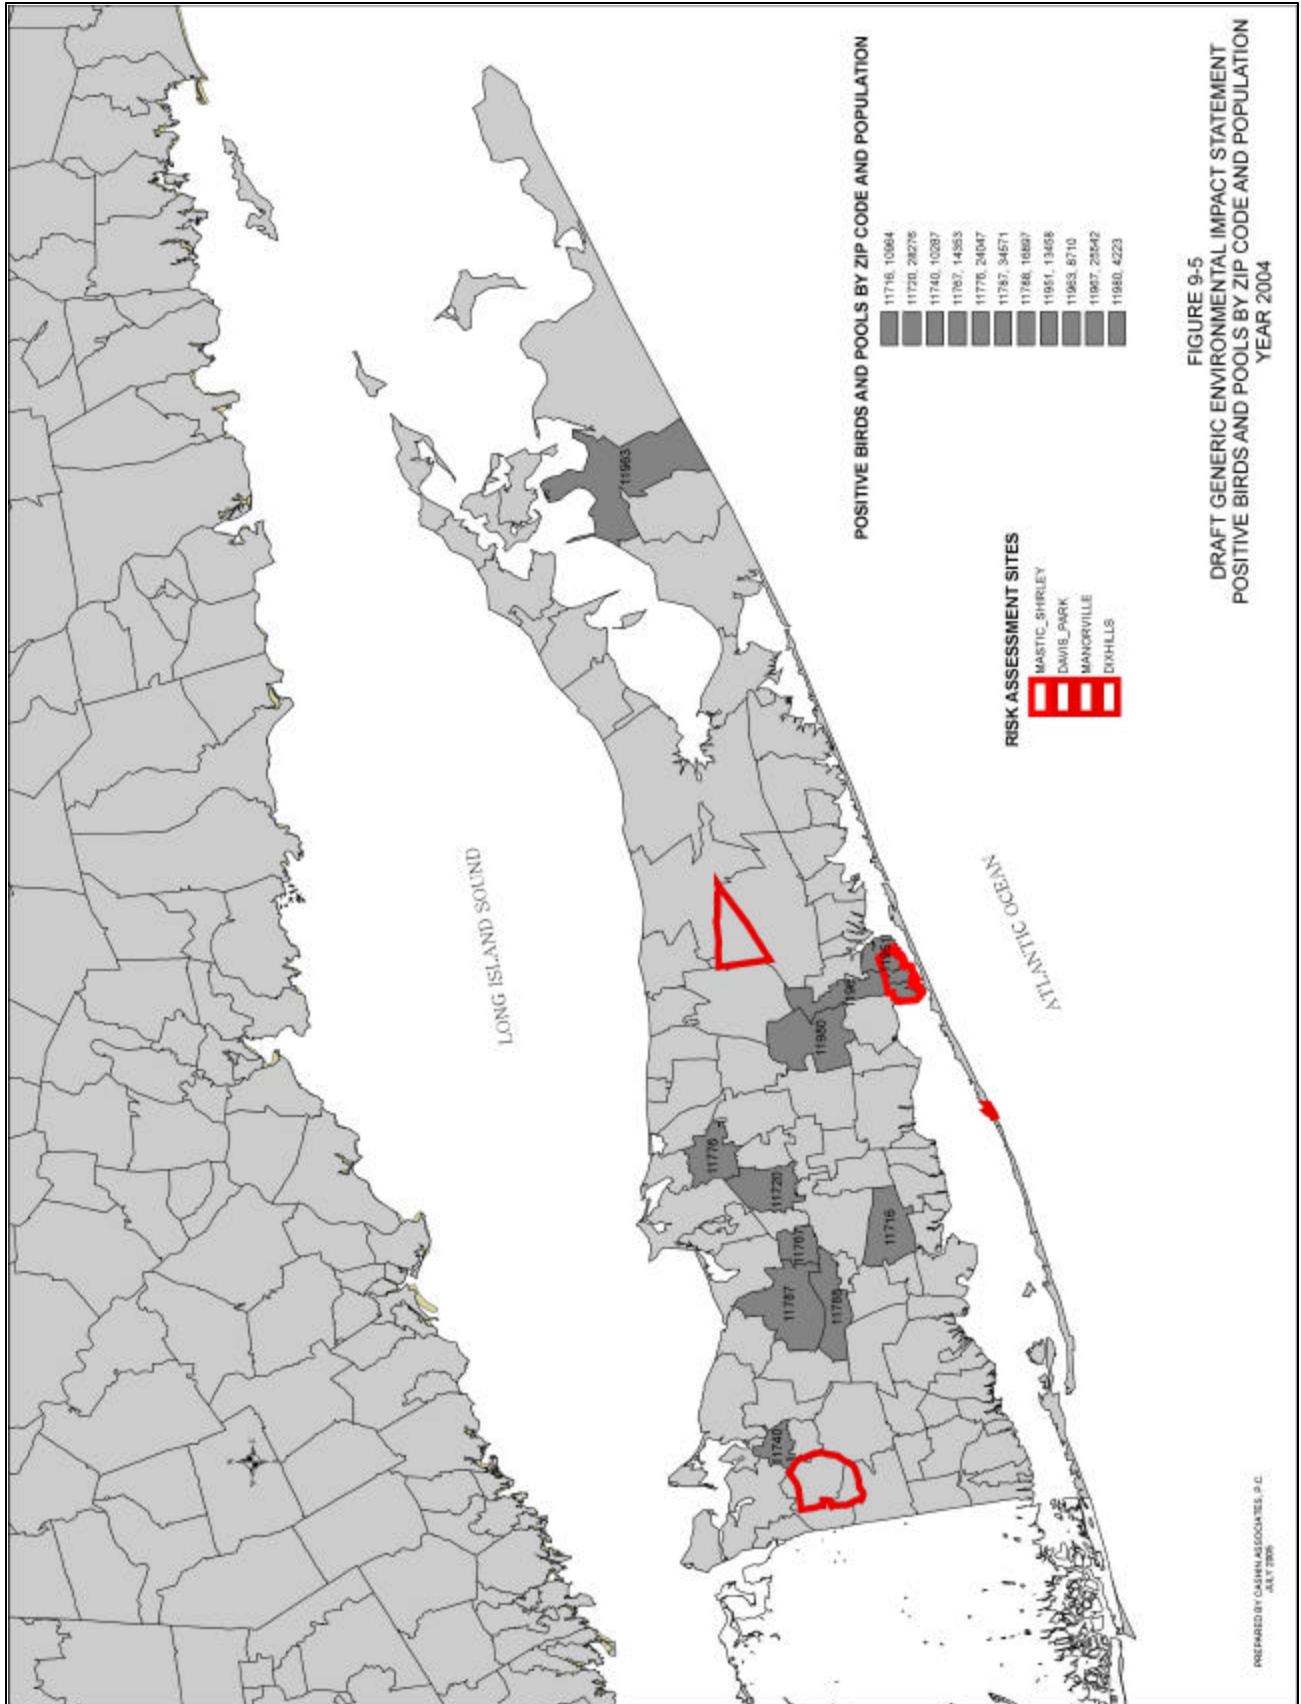 LONG ISLAND SOUND
ATLANTIC OCEAN
11740
11787
11788
11767
11716
11720
11776
11980
11951
11963
RISK ASSESSMENT SITES
MASTIC_SHIRLEY
DAVIS_PARK
MANORVILLE
DIXHILLS
POSITIVE BIRDS AND POOLS BY ZIP CODE AND POPULATION
11716, 10964
11720, 28276
11740, 10287
11767, 14353
11776, 24047
11787, 34571
11788, 16897
11951, 13458
11963, 8710
11967, 25542
11980, 4223
FIGURE 9-5
DRAFT GENERIC ENVIRONMENTAL IMPACT STATEMENT
POSITIVE BIRDS AND POOLS BY ZIP CODE AND POPULATION
YEAR 2004
PREPARED BY CASHIN ASSOCIATES, P.C.
JULY 2005